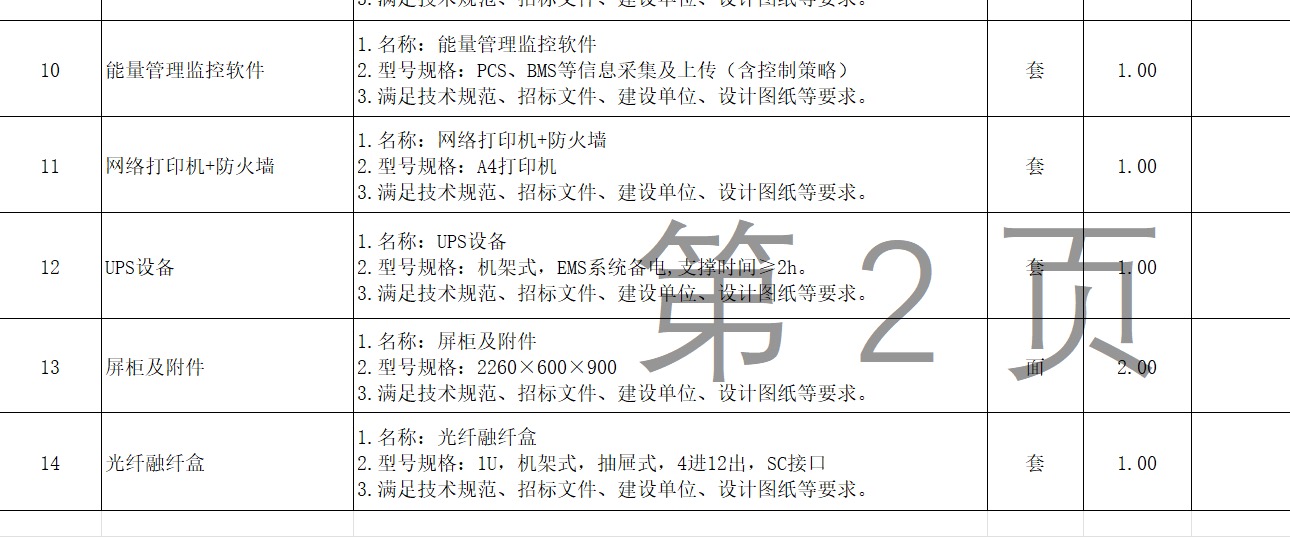 3.满足技术规范、招标文件、建设单位、设计图纸等要求。
10
能量管理监控软件
1.名称：能量管理监控软件
2.型号规格：PCS、BMS等信息采集及上传（含控制策略）
3.满足技术规范、招标文件、建设单位、设计图纸等要求。
套
1.00
11
网络打印机+防火墙
1.名称：网络打印机+防火墙
2.型号规格：A4打印机
3.满足技术规范、招标文件、建设单位、设计图纸等要求。
套
1.00
12
UPS设备
1.名称：UPS设备
2.型号规格：机架式，EMS系统备电,支撑时间≥2h。
3.满足技术规范、招标文件、建设单位、设计图纸等要求。
套
1.00
第 2 页
13
屏柜及附件
1.名称：屏柜及附件
2.型号规格：2260×600×900
3.满足技术规范、招标文件、建设单位、设计图纸等要求。
面
2.00
14
光纤融纤盒
1.名称：光纤融纤盒
2.型号规格：1U，机架式，抽屉式，4进12出，SC接口
3.满足技术规范、招标文件、建设单位、设计图纸等要求。
套
1.00